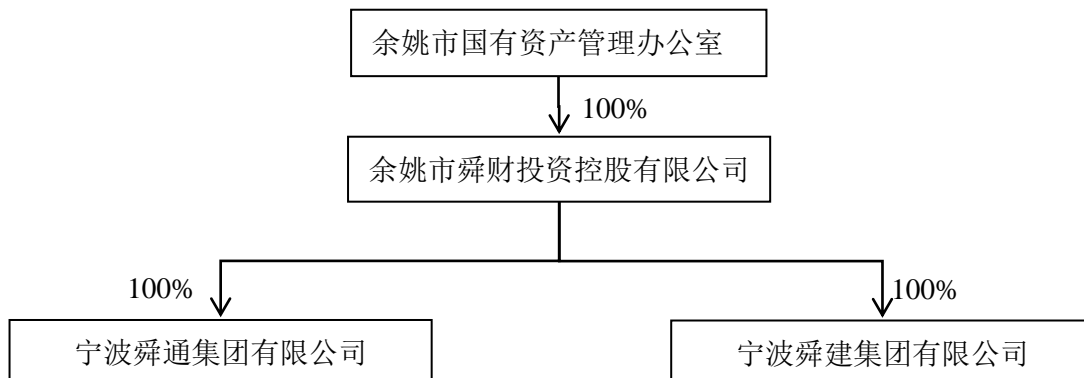 余姚市国有资产管理办公室
100%
余姚市舜财投资控股有限公司
100%
100%
宁波舜通集团有限公司
宁波舜建集团有限公司